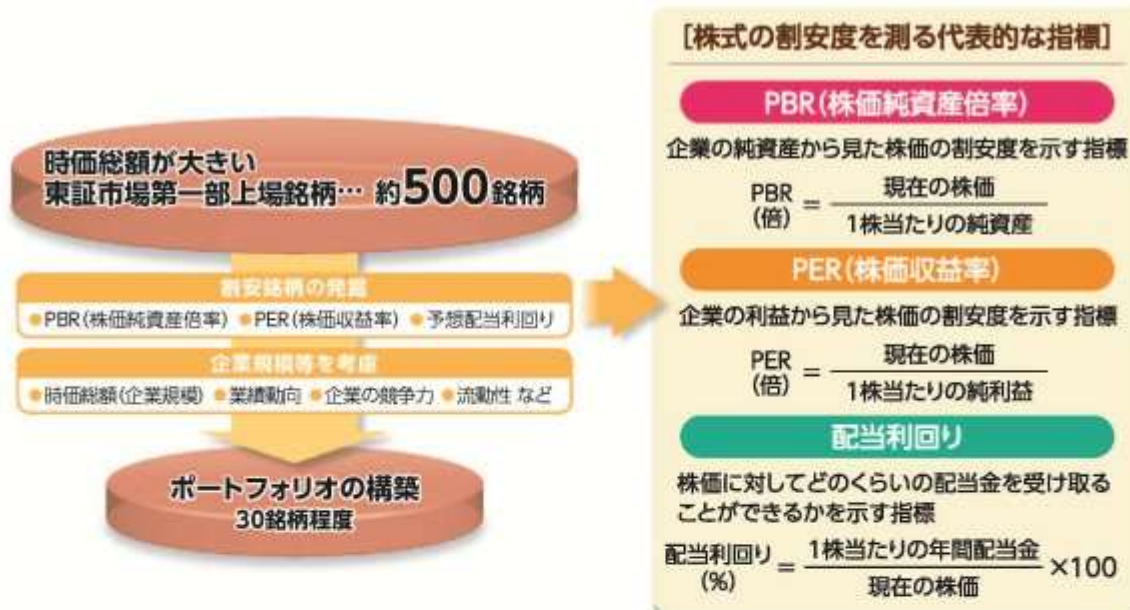 時価総額が大きい
東証市場第一部上場銘柄… 約500銘柄
割安銘柄の発掘
●PBR(株価純資産倍率) ●PER(株価収益率) ●予想配当利回り
企業規模等を考慮
●時価総額(企業規模) ●業績動向 ●企業の競争力 ●流動性 など
ポートフォリオの構築
30銘柄程度
[株式の割安度を測る代表的な指標]
PBR(株価純資産倍率)
企業の純資産から見た株価の割安度を示す指標
PBR
(倍)
=
現在の株価
1株当たりの純資産
PER(株価収益率)
企業の利益から見た株価の割安度を示す指標
PER
(倍)
=
現在の株価
1株当たりの純利益
配当利回り
株価に対してどのくらいの配当金を受け取る
ことができるかを示す指標
配当利回り
(%)
=
1株当たりの年間配当金
現在の株価
×100